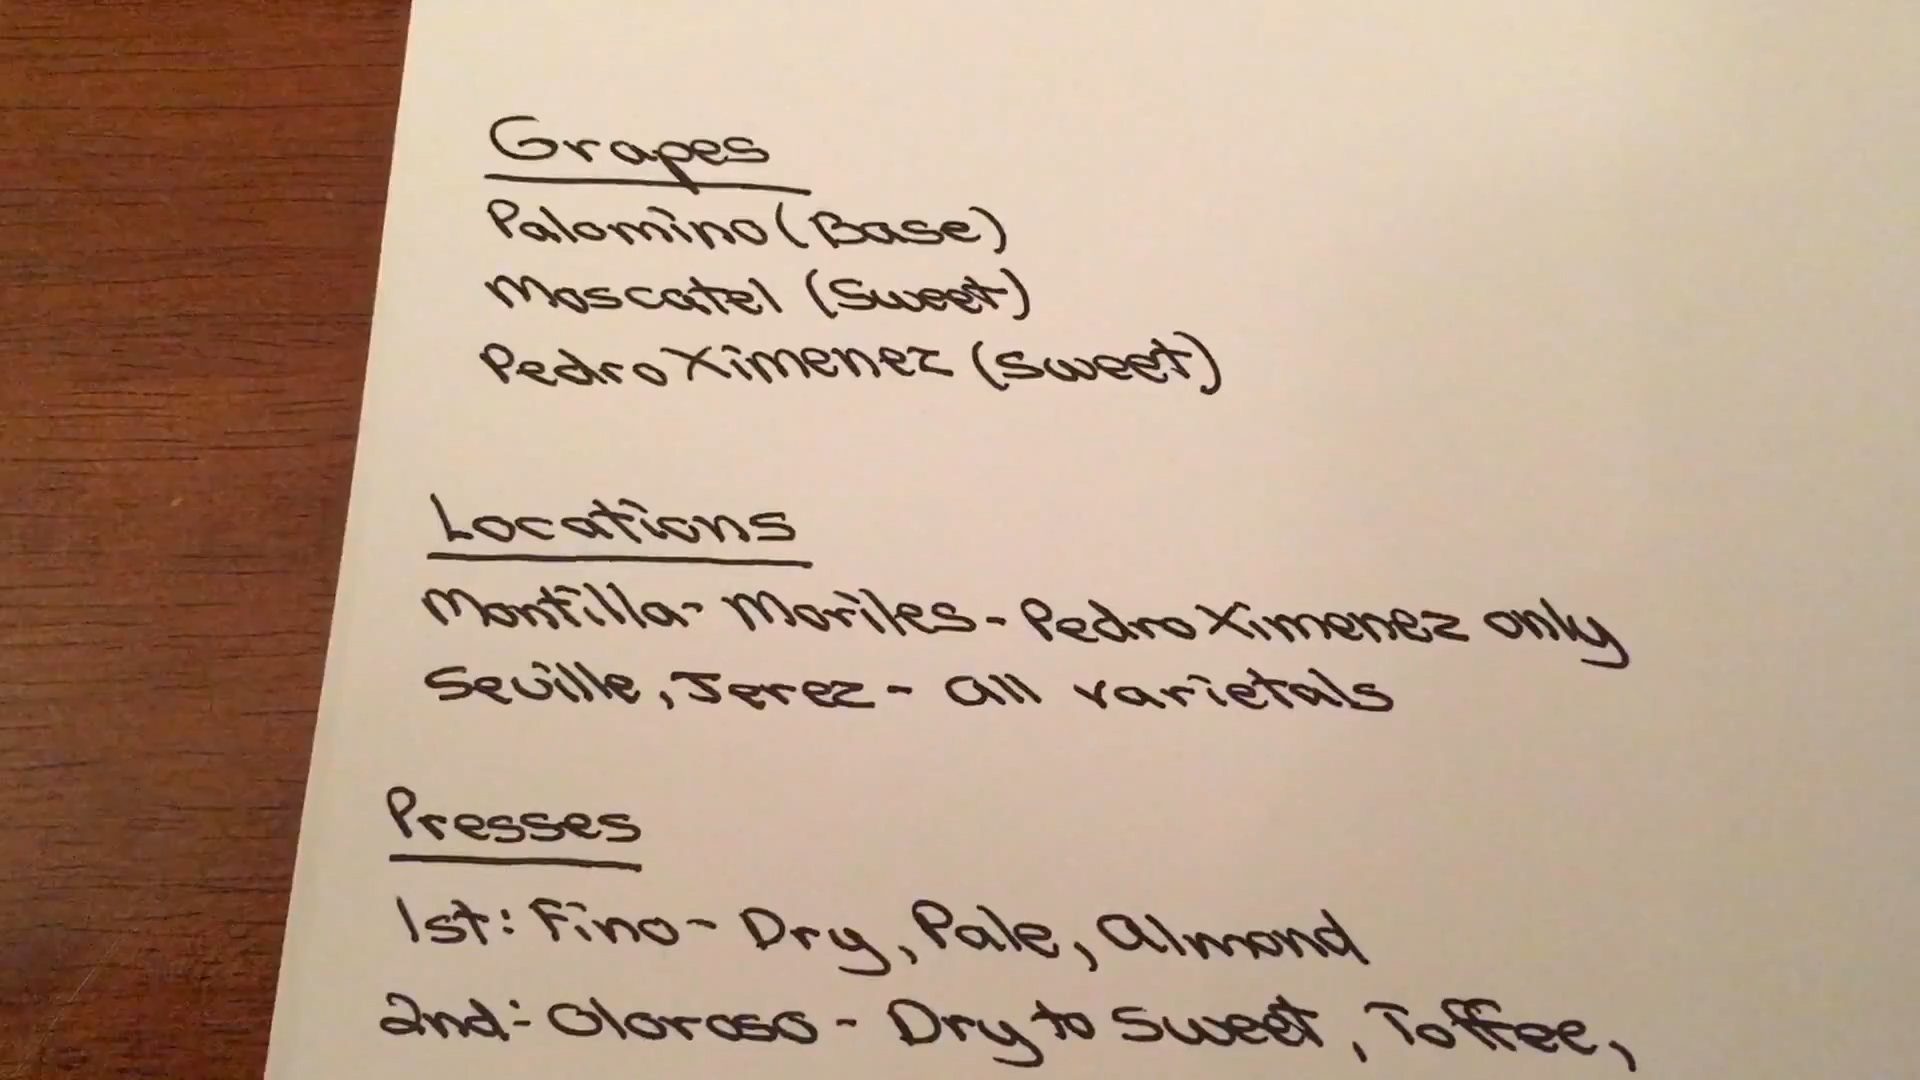 Grapes
Palomino (Base)
Moscatel (Sweet)
Pedro Ximenez (Sweet)
Locations
Montilla-Moriles-Pedro Ximenez only
Seville, Jerez - all varietals
Presses
1st: Fino - Dry, Pale, Almond
2nd: Oloroso - Dry to Sweet, Toffee,